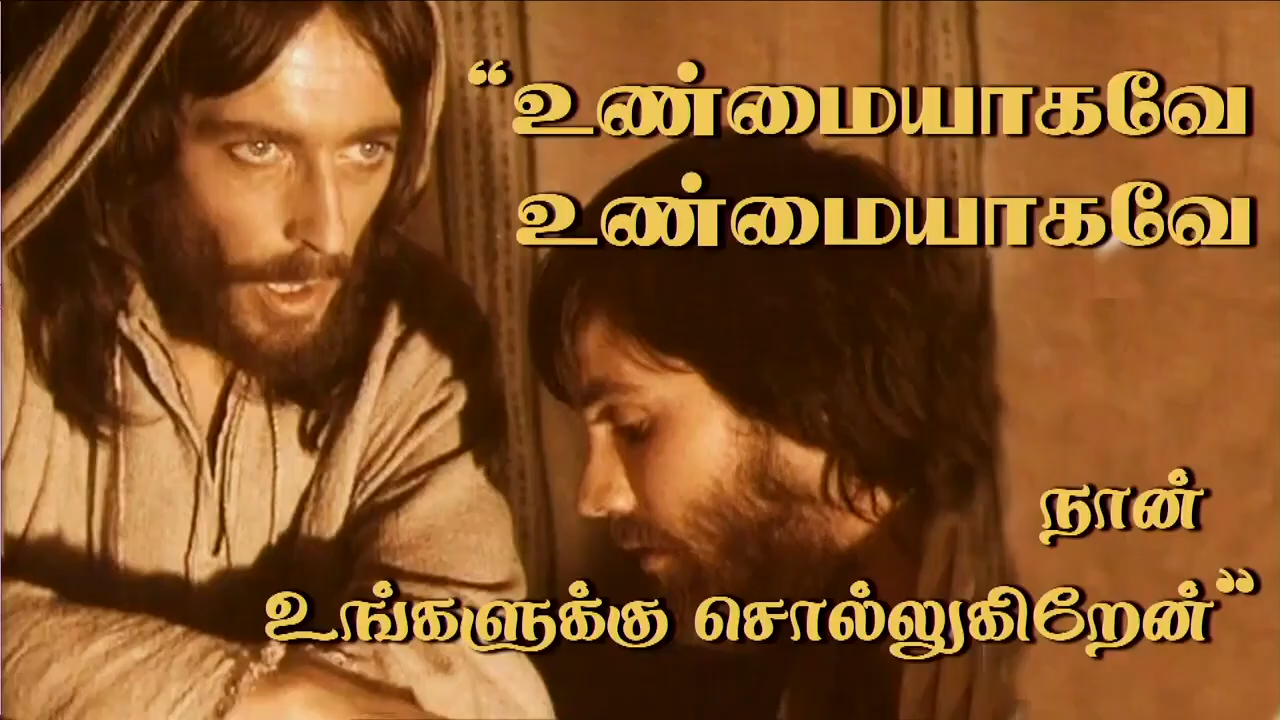 “உண்மையாகவே
உண்மையாகவே
நான்
உங்களுக்கு சொல்லுகிறேன்”